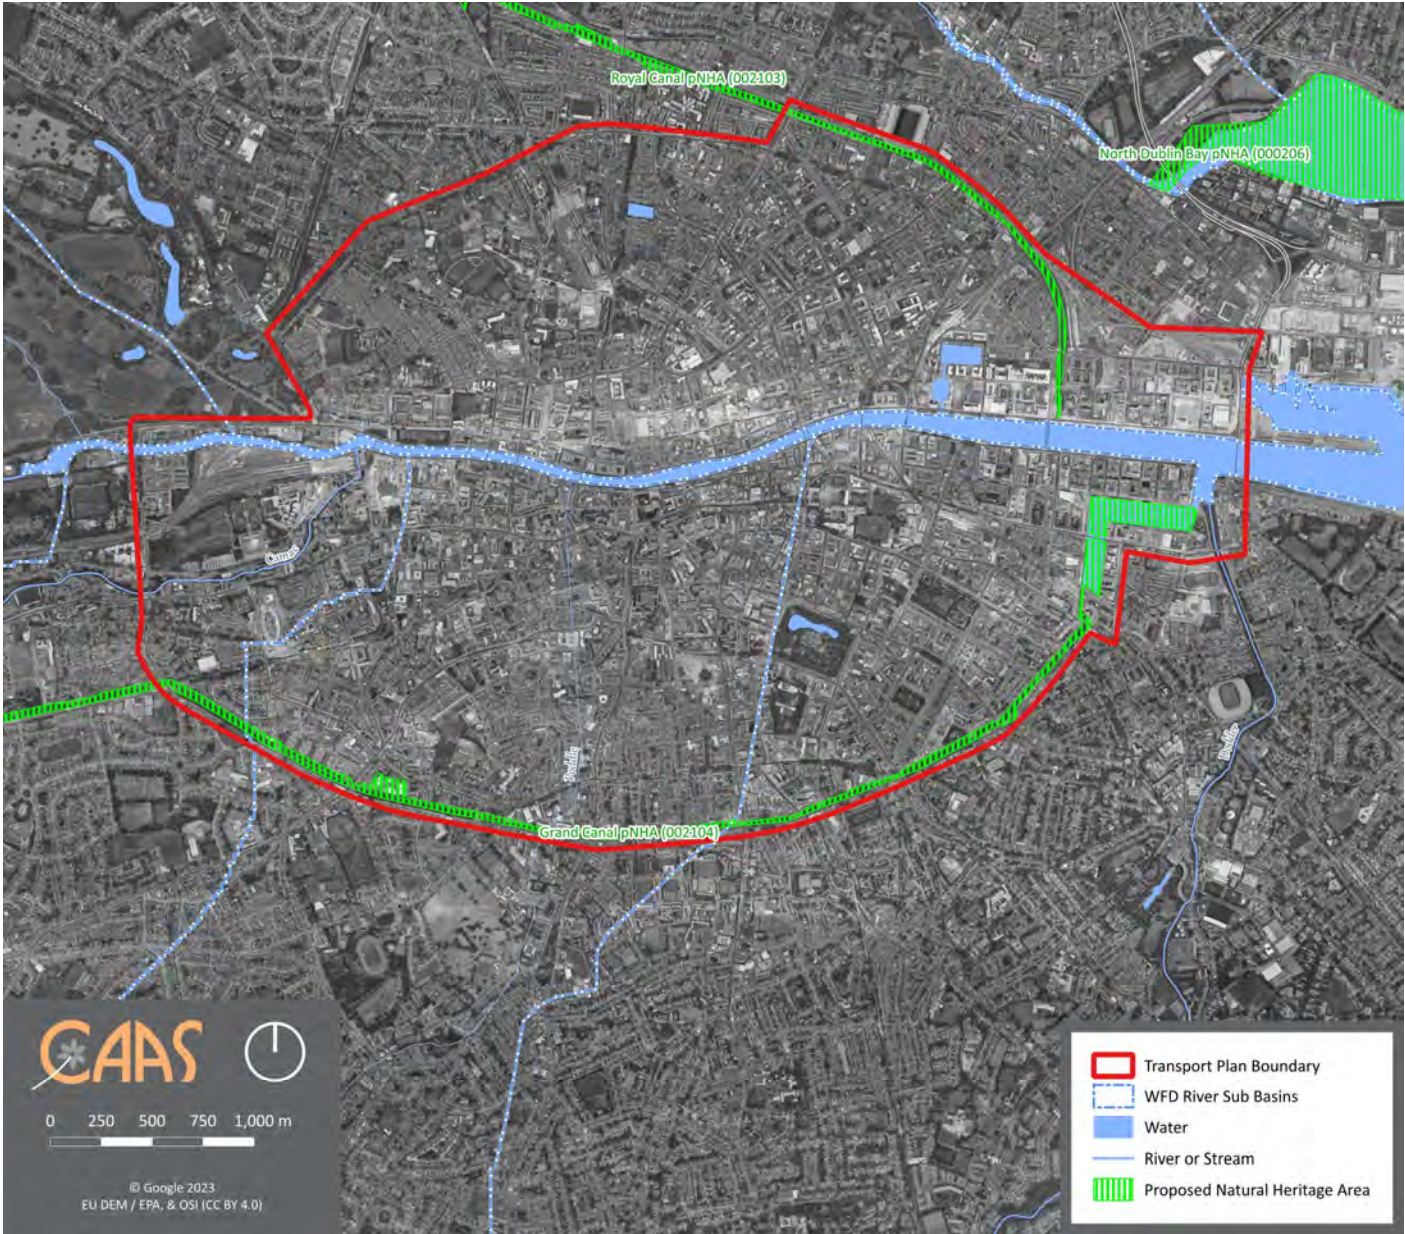 Royal Canal pNHA (002103)
North Dublin Bay pNHA (000206)
Camac
Poddle
Dodder
Grand Canal pNHA (002104)
CAAS
0 250 500 750 1,000 m
© Google 2023
EU DEM / EPA, & OSI (CC BY 4.0)
Transport Plan Boundary
WFD River Sub Basins
Water
River or Stream
Proposed Natural Heritage Area